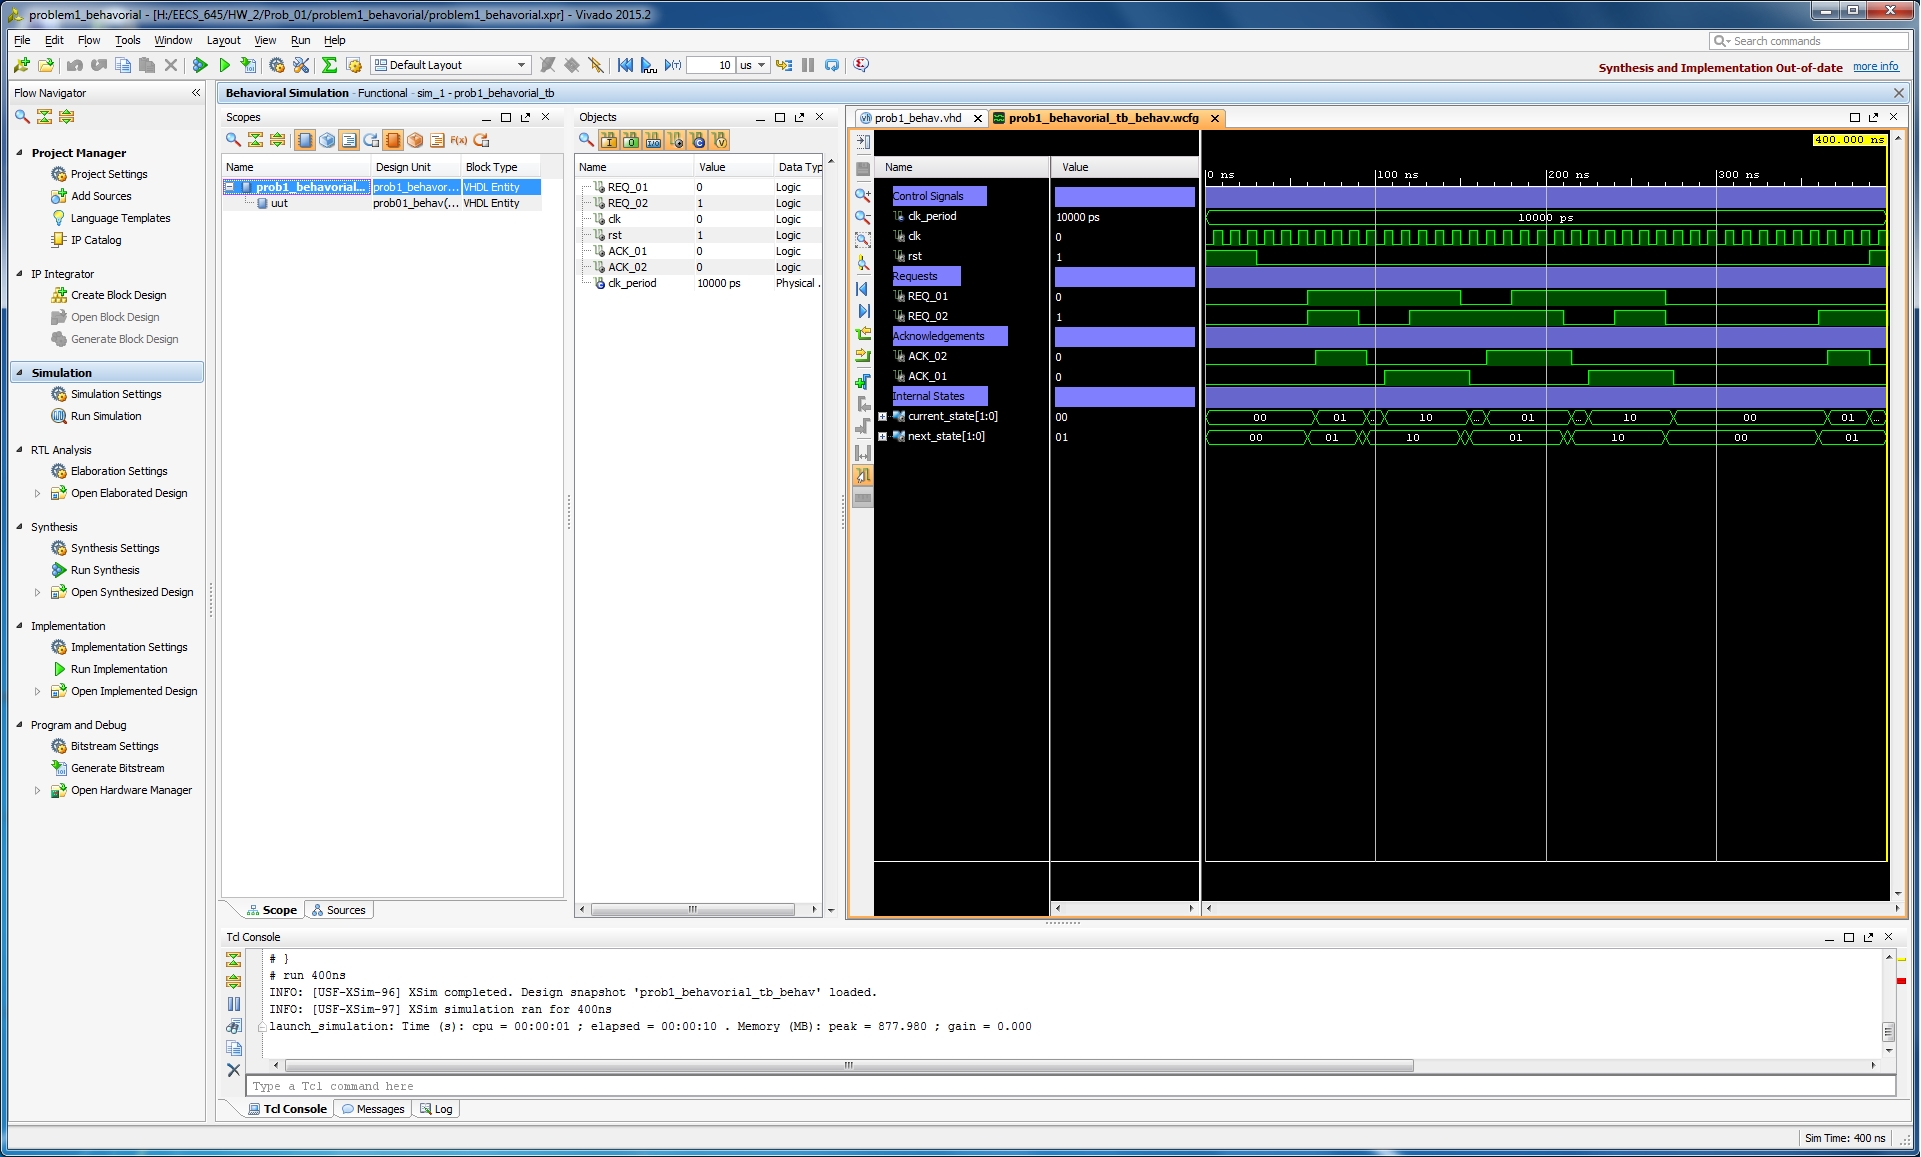 problem1_behavorial - [H:/EECS_645/HW_2/Prob_01/problem1_behavorial/problem1_behavorial.xpr] - Vivado 2015.2
File Edit Flow Tools Window Layout View Run Help
Search commands
Default Layout
10 us
Synthesis and Implementation Out-of-date more info
Flow Navigator
Project Manager
Project Settings
Add Sources
Language Templates
IP Catalog
IP Integrator
Create Block Design
Open Block Design
Generate Block Design
Simulation
Simulation Settings
Run Simulation
RTL Analysis
Elaboration Settings
Open Elaborated Design
Synthesis
Synthesis Settings
Run Synthesis
Open Synthesized Design
Implementation
Implementation Settings
Run Implementation
Open Implemented Design
Program and Debug
Bitstream Settings
Generate Bitstream
Open Hardware Manager
Behavioral Simulation - Functional - sim_1 - prob1_behavorial_tb
Scopes
F(x)
Name Design Unit Block Type
prob1_behavorial... prob1_behavor... VHDL Entity
uut prob01_behav(... VHDL Entity
Scope Sources
Objects
Name Value Data Typ
REQ_01 0 Logic
REQ_02 1 Logic
clk 0 Logic
rst 1 Logic
ACK_01 0 Logic
ACK_02 0 Logic
clk_period 10000 ps Physical .
prob1_behav.vhd prob1_behavorial_tb_behav.wcfg
400.000 ns
Name Value
0 ns 100 ns 200 ns 300 ns
Control Signals
clk_period 10000 ps 10000 ps
clk 0
rst 1
Requests
REQ_01 0
REQ_02 1
Acknowledgements
ACK_02 0
ACK_01 0
Internal States
current_state[1:0] 00 00 01 ... 10 ... 01 ... 10 00 01 ...
next_state[1:0] 01 00 01 10 01 10 00 01
Tcl Console
# }
# run 400ns
INFO: [USF-XSim-96] XSim completed. Design snapshot 'prob1_behavorial_tb_behav' loaded.
INFO: [USF-XSim-97] XSim simulation ran for 400ns
launch_simulation: Time (s): cpu = 00:00:01 ; elapsed = 00:00:10 . Memory (MB): peak = 877.980 ; gain = 0.000
Type a Tcl command here
Tcl Console Messages Log
Sim Time: 400 ns